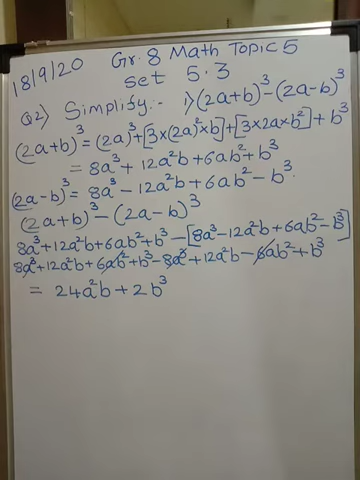 18/9/20 Gr. 8 Math Topic 5
Set 5.3
Q2) Simplify:- i>(2a+b)³-(2a-b)³
(2a+b)³=(2a)³+[3×(2a)²×b]+[3×2a×b²]+b³
= 8a³+12a²b+6ab²+b³
(2a-b)³= 8a³-12a²b+6ab²-b³.
(2a+b)³-(2a-b)³
8a³+12a²b+6ab²+b³-[8a³-12a²b+6ab²-b³]
8a³+12a²b+6ab²+b³-8a³+12a²b-6ab²+b³
= 24a²b+2b³